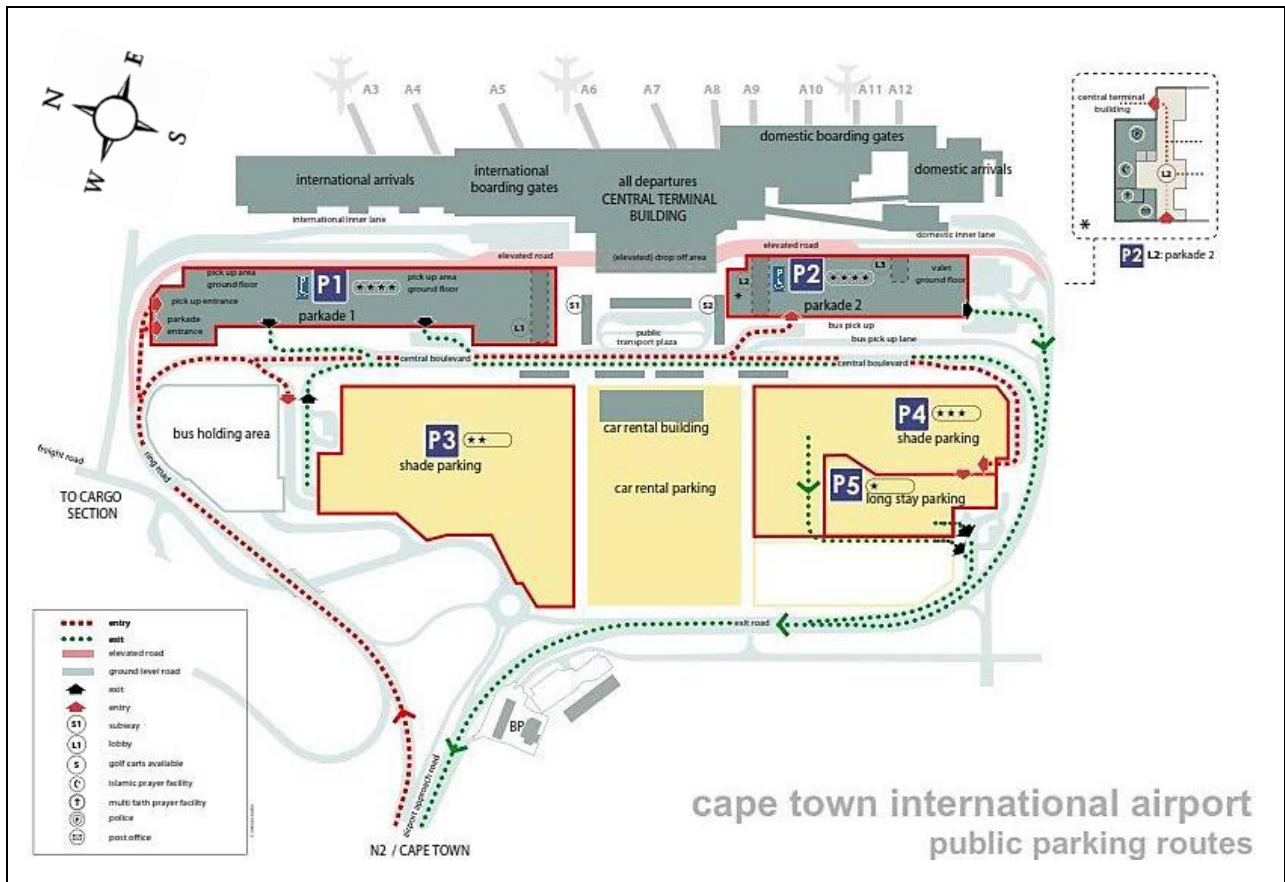 N
E
S
W
A3
A4
A5
A6
A7
A8
A9
A10
A11
A12
international arrivals
international
boarding gates
all departures
CENTRAL TERMINAL
BUILDING
domestic boarding gates
domestic arrivals
international inner lane
elevated road
(elevated) drop off area
elevated road
domestic inner lane
central terminal
building
L2
*
P2 L2: parkade 2
pick up area
ground floor
P1
★★★★
pick up area
ground floor
pick up entrance
parkade
entrance
parkade 1
L1
S1
S2
public
transport plaza
L2
*
P2
★★★★
L3
valet
ground floor
parkade 2
bus pick up
bus pick up lane
central boulevard
central boulevard
bus holding area
P3
★★
shade parking
car rental building
car rental parking
P4
★★★
shade parking
P5
★
long stay parking
freight road
ring road
TO CARGO
SECTION
exit road
BP
airport approach road
N2 / CAPE TOWN
entry
exit
elevated road
ground level road
exit
entry
S1
subway
L1
lobby
S
golf carts available
islamic prayer facility
multi faith prayer facility
P
police
post office
cape town international airport
public parking routes